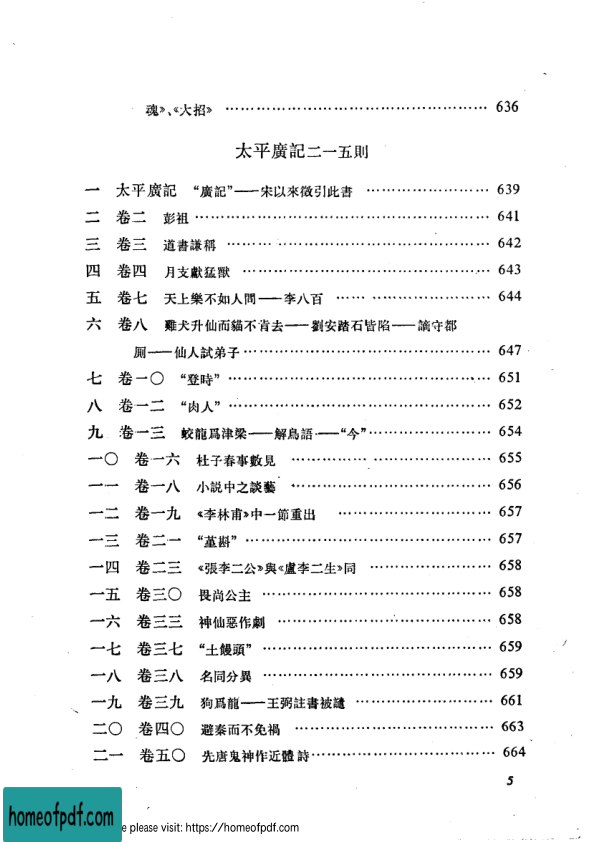 魂》、《大招》 …………………………………………… 636
太平廣記二一五則
一 太平廣記 “廣記”——宋以來徵引此書 …………………… 639
二 卷二 彭祖 …………………………………………… 641
三 卷三 道書謙稱 …………………………………………… 642
四 卷四 月支獻猛獸 …………………………………………… 643
五 卷七 天上樂不如人間——李八百 …………………………… 644
六 卷八 雞犬升仙而貓不肯去——劉安踏石皆陷——謫守都
厠——仙人試弟子 …………………………………………… 647
七 卷一〇 “登時” …………………………………………… 651
八 卷一二 “肉人” …………………………………………… 652
九 卷一三 蛟龍爲津梁——解鳥語——“今” …………………… 654
一〇 卷一六 杜子春事數見 …………………………………… 655
一一 卷一八 小説中之談藝 …………………………………… 656
一二 卷一九 《李林甫》中一節重出 …………………………… 657
一三 卷二一 “堇斟” …………………………………………… 657
一四 卷二三 《張李二公》與《盧李二生》同 …………………… 658
一五 卷三〇 畏尚公主 …………………………………………… 658
一六 卷三三 神仙惡作劇 …………………………………………… 658
一七 卷三七 “土饅頭” …………………………………………… 659
一八 卷三八 名同分異 …………………………………………… 659
一九 卷三九 狗爲龍——王弼註書被譴 …………………………… 661
二〇 卷四〇 避秦而不免禍 …………………………………… 663
二一 卷五〇 先唐鬼神作近體詩 …………………………………… 664
5
homeofpdf.com
e please visit: https://homeofpdf.com